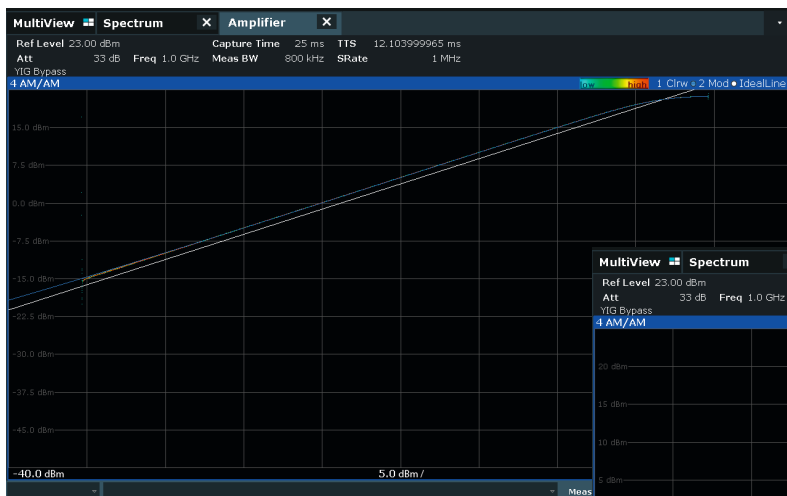 MultiView Spectrum X Amplifier X
Ref Level 23.00 dBm Capture Time 25 ms TTS 12.103999965 ms
Att 33 dB Freq 1.0 GHz Meas BW 800 kHz SRate 1 MHz
YIG Bypass
4 AM/AM low high 1 Clrw 2 Mod IdealLine
15.0 dBm
7.5 dBm
0.0 dBm
-7.5 dBm
-15.0 dBm
-22.5 dBm
-30.0 dBm
-37.5 dBm
-45.0 dBm
-40.0 dBm 5.0 dBm/
Meas
MultiView Spectrum
Ref Level 23.00 dBm
Att 33 dB Freq 1.0 GHz
YIG Bypass
4 AM/AM
20 dBm
15 dBm
10 dBm
5 dBm